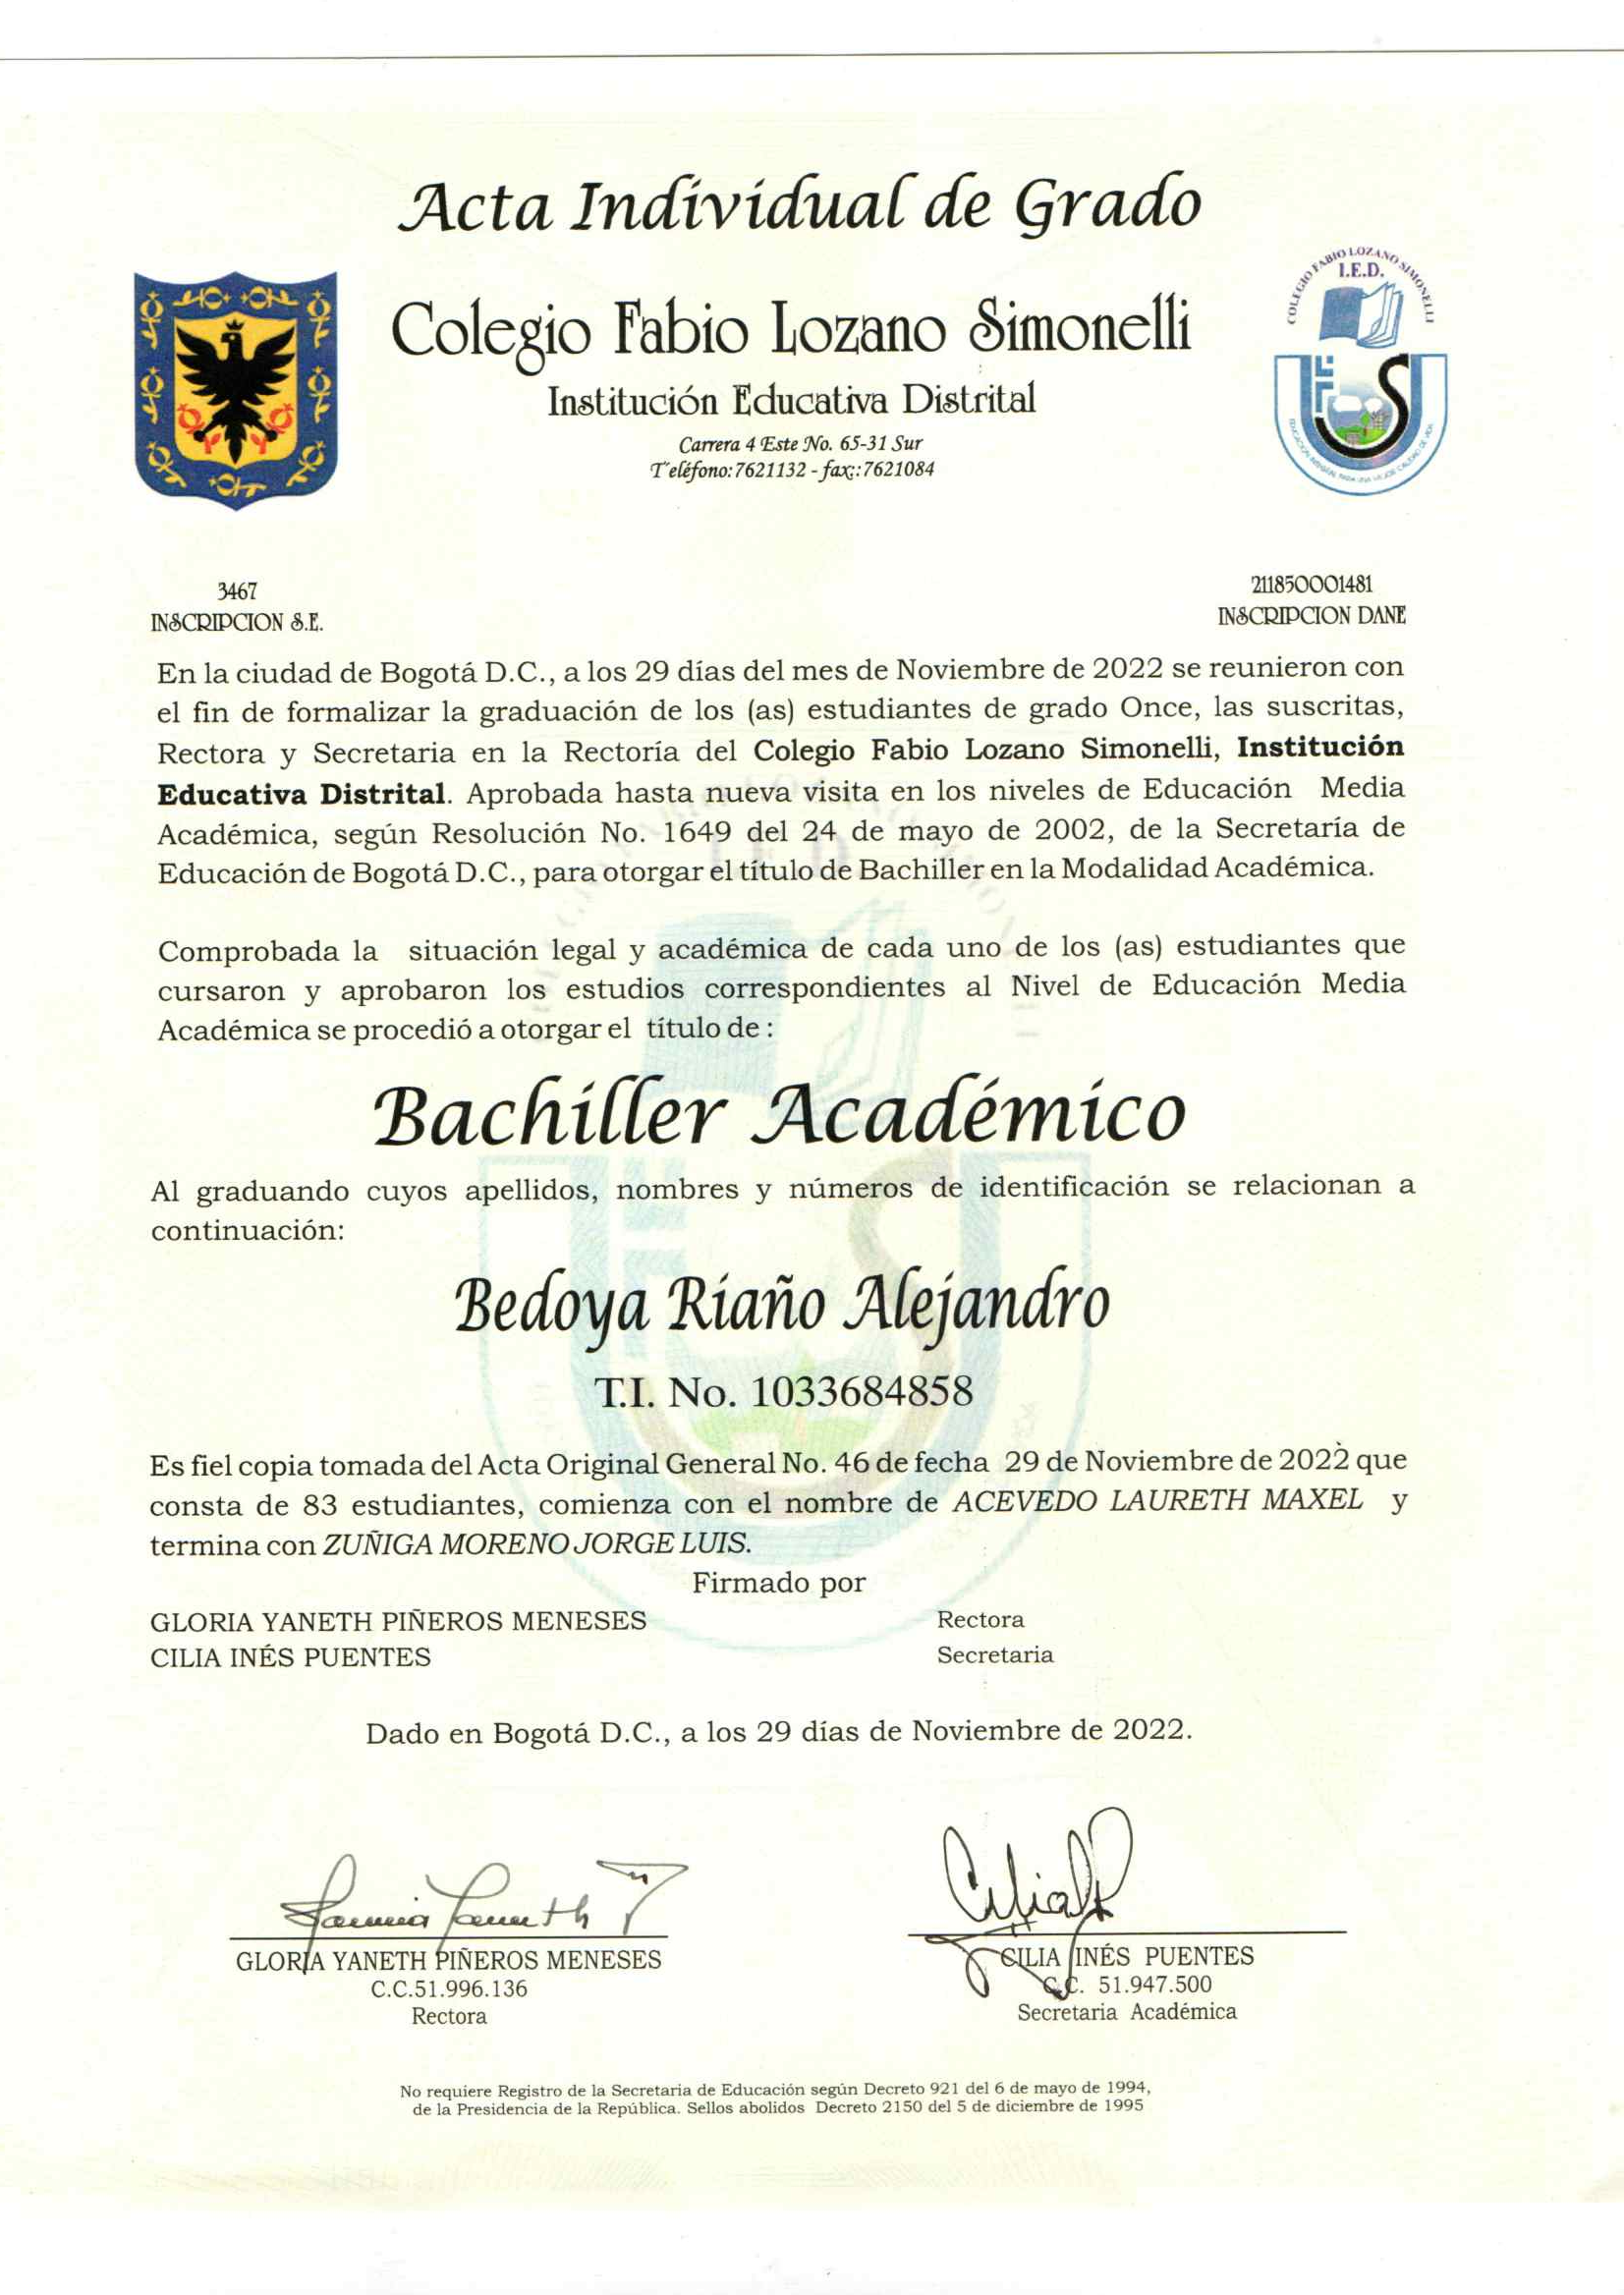 Acta Individual de Grado
COLEGIO FABIO LOZANO SIMONELLI
I.E.D.
Colegio Fabio Lozano Simonelli
Institución Educativa Distrital
Carrera 4 Este No. 65-31 Sur
Teléfono:7621132 - fax::7621084
3467
INSCRIPCION S.E.
211850001481
INSCRIPCION DANE
En la ciudad de Bogotá D.C., a los 29 días del mes de Noviembre de 2022 se reunieron con
el fin de formalizar la graduación de los (as) estudiantes de grado Once, las suscritas,
Rectora y Secretaria en la Rectoría del Colegio Fabio Lozano Simonelli, Institución
Educativa Distrital. Aprobada hasta nueva visita en los niveles de Educación Media
Académica, según Resolución No. 1649 del 24 de mayo de 2002, de la Secretaría de
Educación de Bogotá D.C., para otorgar el título de Bachiller en la Modalidad Académica.
Comprobada la situación legal y académica de cada uno de los (as) estudiantes que
cursaron y aprobaron los estudios correspondientes al Nivel de Educación Media
Académica se procedió a otorgar el título de :
Bachiller Académico
Al graduando cuyos apellidos, nombres y números de identificación se relacionan a
continuación:
Bedoya Riaño Alejandro
T.I. No. 1033684858
Es fiel copia tomada del Acta Original General No. 46 de fecha 29 de Noviembre de 2022 que
consta de 83 estudiantes, comienza con el nombre de ACEVEDO LAURETH MAXEL y
termina con ZUÑIGA MORENO JORGE LUIS.
Firmado por
GLORIA YANETH PIÑEROS MENESES Rectora
CILIA INÉS PUENTES Secretaria
Dado en Bogotá D.C., a los 29 días de Noviembre de 2022.
GLORIA YANETH PIÑEROS MENESES
C.C.51.996.136
Rectora
CILIA INÉS PUENTES
C.C. 51.947.500
Secretaria Académica
No requiere Registro de la Secretaria de Educación según Decreto 921 del 6 de mayo de 1994,
de la Presidencia de la República. Sellos abolidos Decreto 2150 del 5 de diciembre de 1995